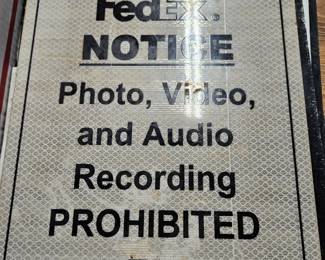 FedEx®
NOTICE
Photo, Video,
and Audio
Recording
PROHIBITED